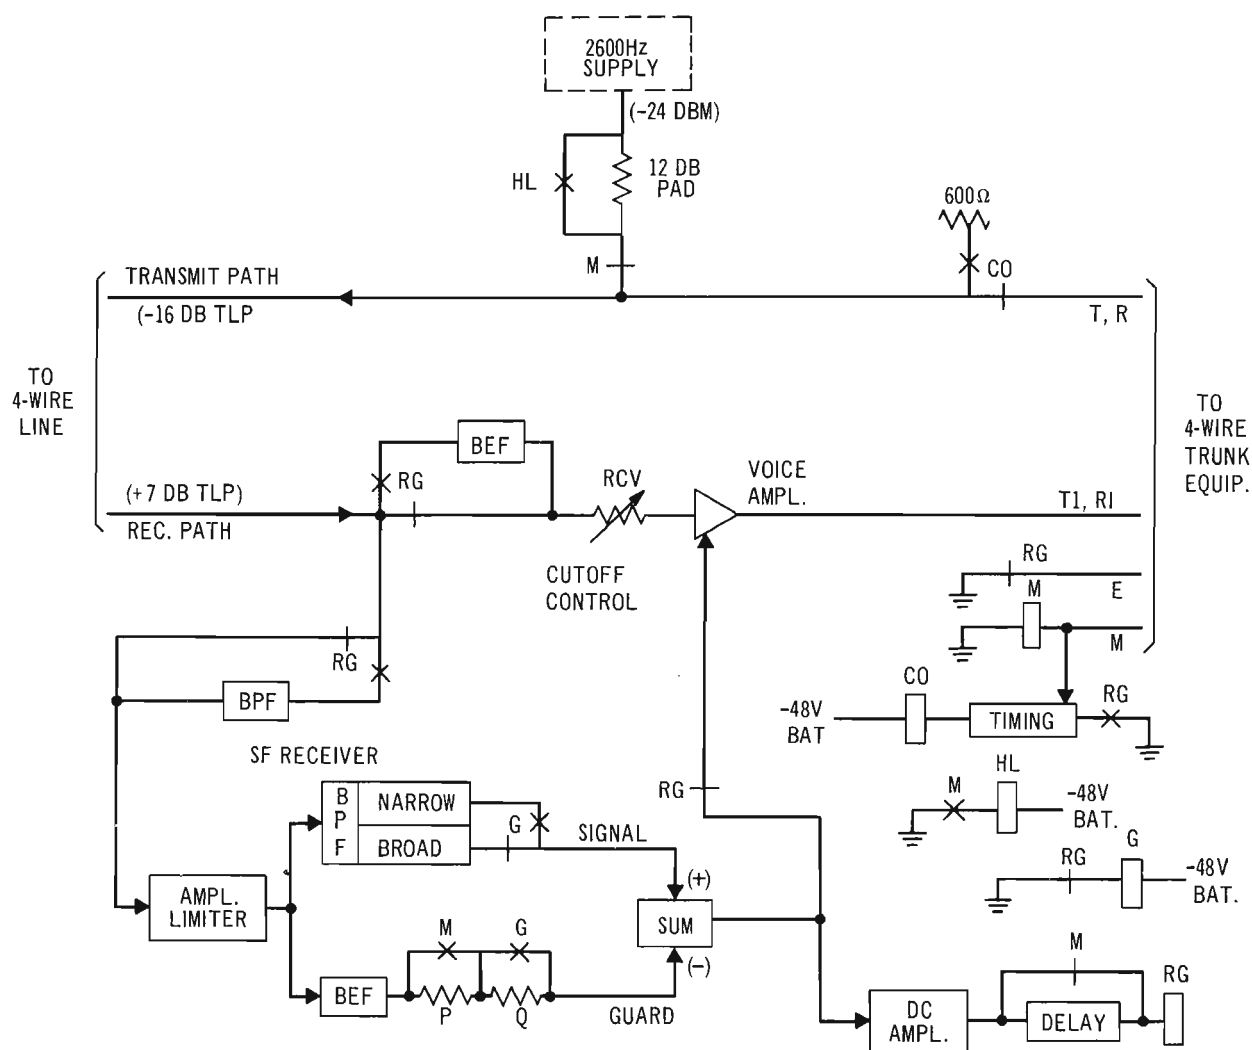 2600Hz
SUPPLY
(-24 DBM)
HL
12 DB
PAD
600Ω
M
CO
TRANSMIT PATH
(-16 DB TLP
T, R
TO
4-WIRE
LINE
TO
4-WIRE
TRUNK
EQUIP.
BEF
RG
RCV
VOICE
AMPL.
(+7 DB TLP)
REC. PATH
T1, RI
CUTOFF
CONTROL
RG
E
M
M
RG
BPF
CO
-48V
BAT
TIMING
RG
SF RECEIVER
B
P
F
NARROW
BROAD
G
SIGNAL
RG
M
HL
-48V
BAT.
G
RG
-48V
BAT.
AMPL.
LIMITER
(+)
SUM
(-)
M
G
BEF
P
Q
GUARD
M
RG
DC
AMPL.
DELAY